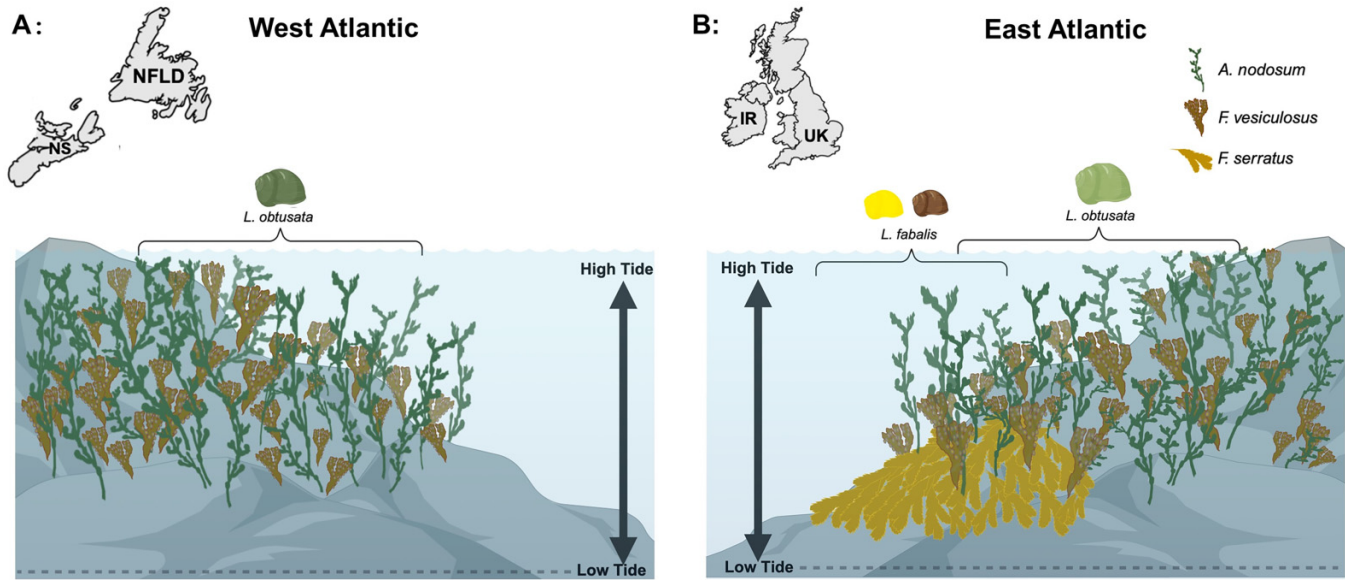 A:
West Atlantic
NFLD
NS
L. obtusata
High Tide
Low Tide
B:
East Atlantic
IR
UK
A. nodosum
F. vesiculosus
F. serratus
L. fabalis
L. obtusata
High Tide
Low Tide